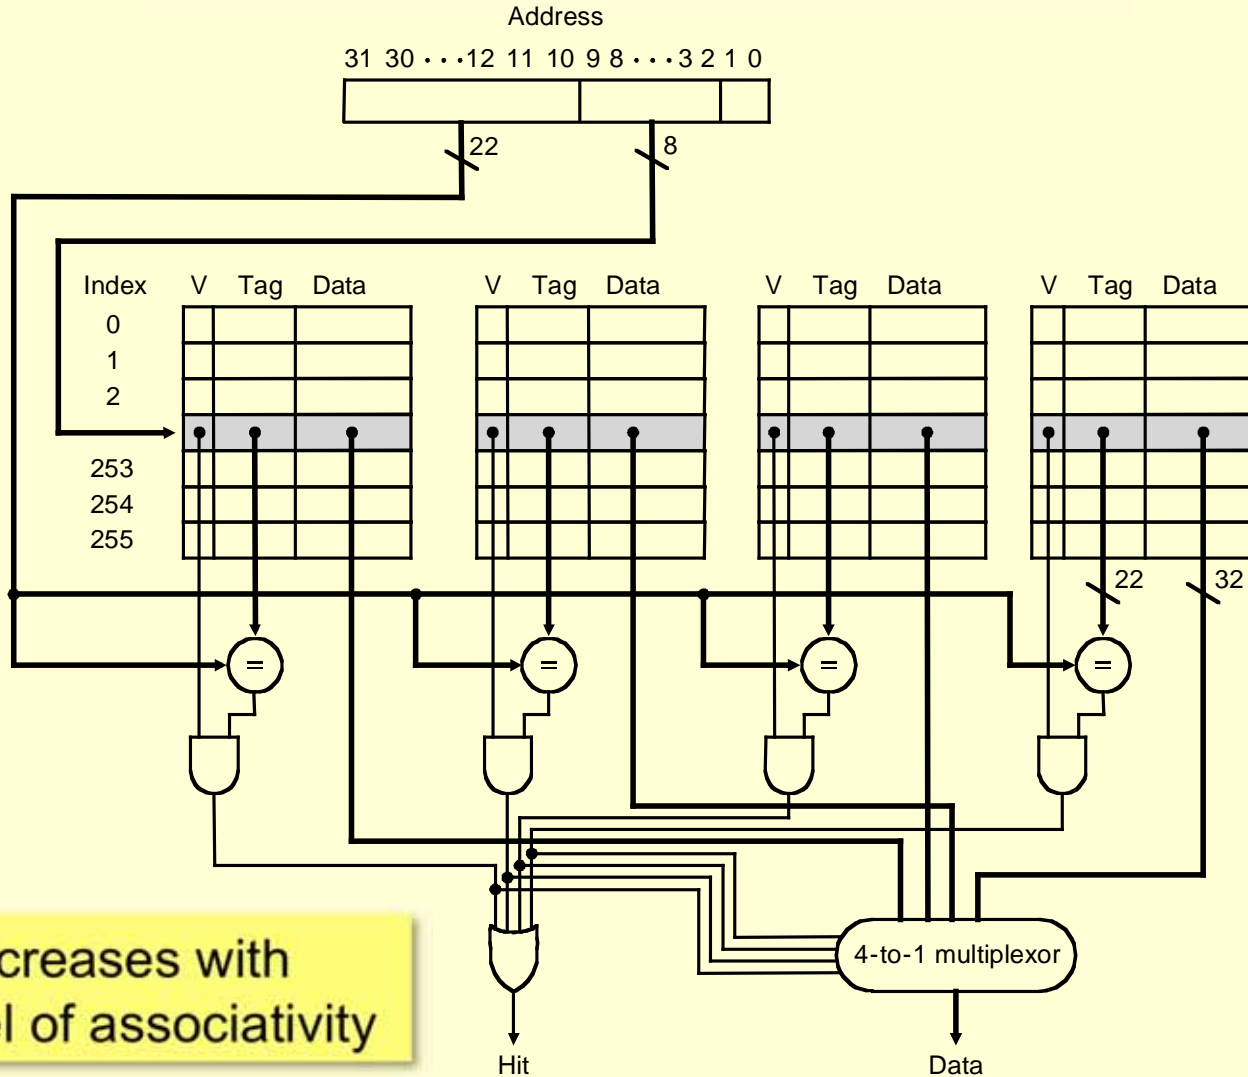 Address
31 30 ···12 11 10 9 8 ···3 2 1 0
22 8
Index V Tag Data V Tag Data V Tag Data V Tag Data
0
1
2
253
254
255
22 32
= = = =
4-to-1 multiplexor
creases with
l of associativity
Hit Data